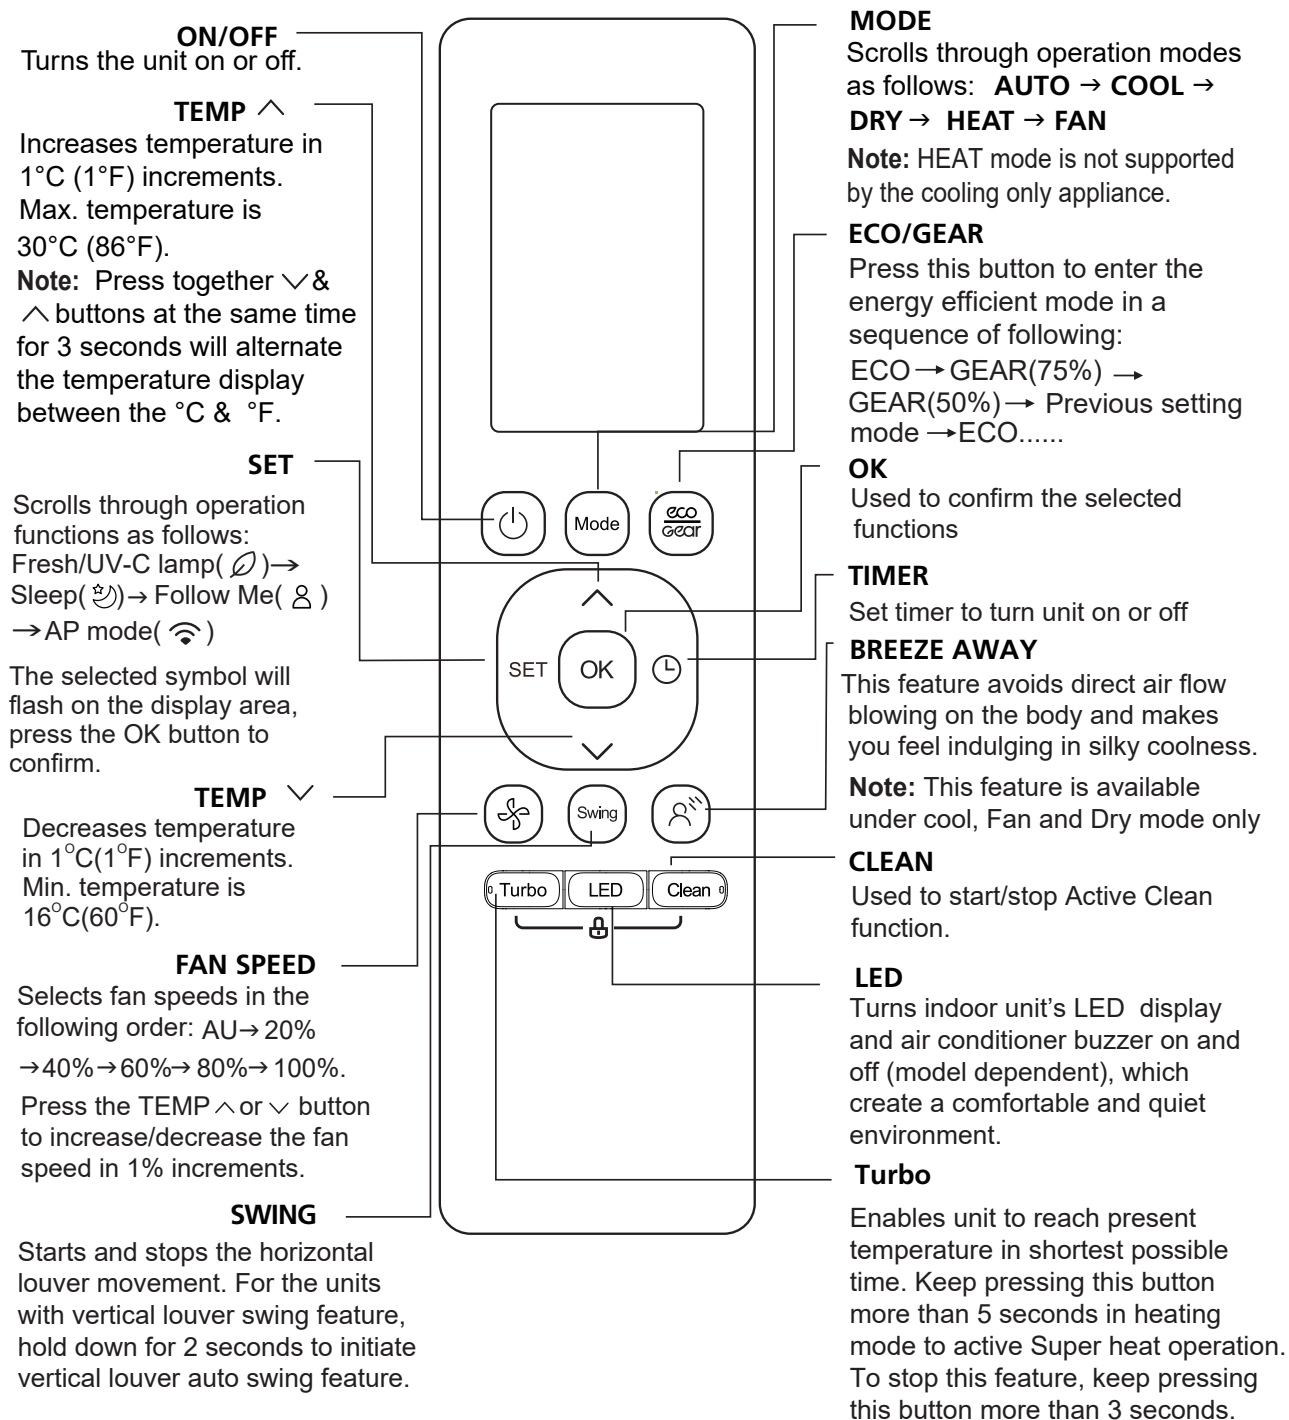 ON/OFF
Turns the unit on or off.
TEMP ︿
Increases temperature in
1°C (1°F) increments.
Max. temperature is
30°C (86°F).
Note: Press together ﹀&
︿ buttons at the same time
for 3 seconds will alternate
the temperature display
between the °C & °F.
SET
Scrolls through operation
functions as follows:
Fresh/UV-C lamp( )→
Sleep( )→ Follow Me( )
→AP mode( )
The selected symbol will
flash on the display area,
press the OK button to
confirm.
TEMP ﹀
Decreases temperature
in 1°C(1°F) increments.
Min. temperature is
16°C(60°F).
FAN SPEED
Selects fan speeds in the
following order: AU→ 20%
→40%→60%→ 80%→ 100%.
Press the TEMP ︿ or ﹀ button
to increase/decrease the fan
speed in 1% increments.
SWING
Starts and stops the horizontal
louver movement. For the units
with vertical louver swing feature,
hold down for 2 seconds to initiate
vertical louver auto swing feature.
Mode
eco
Gear
SET
OK
Swing
Turbo
LED
Clean
MODE
Scrolls through operation modes
as follows: AUTO → COOL →
DRY → HEAT → FAN
Note: HEAT mode is not supported
by the cooling only appliance.
ECO/GEAR
Press this button to enter the
energy efficient mode in a
sequence of following:
ECO → GEAR(75%) →
GEAR(50%)→ Previous setting
mode →ECO......
OK
Used to confirm the selected
functions
TIMER
Set timer to turn unit on or off
BREEZE AWAY
This feature avoids direct air flow
blowing on the body and makes
you feel indulging in silky coolness.
Note: This feature is available
under cool, Fan and Dry mode only
CLEAN
Used to start/stop Active Clean
function.
LED
Turns indoor unit’s LED display
and air conditioner buzzer on and
off (model dependent), which
create a comfortable and quiet
environment.
Turbo
Enables unit to reach present
temperature in shortest possible
time. Keep pressing this button
more than 5 seconds in heating
mode to active Super heat operation.
To stop this feature, keep pressing
this button more than 3 seconds.